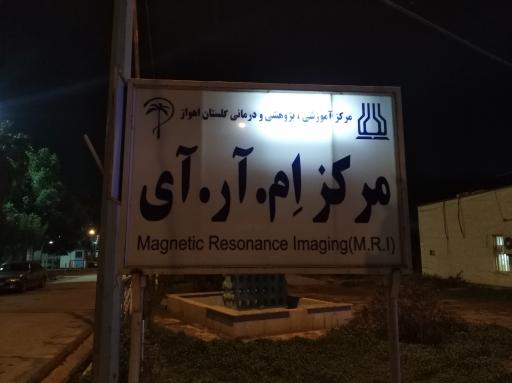 مرکز آموزشی ، پژوهشی و درمانی گلستان اهواز
مرکز اِم.آر.آی
Magnetic Resonance Imaging(M.R.I)